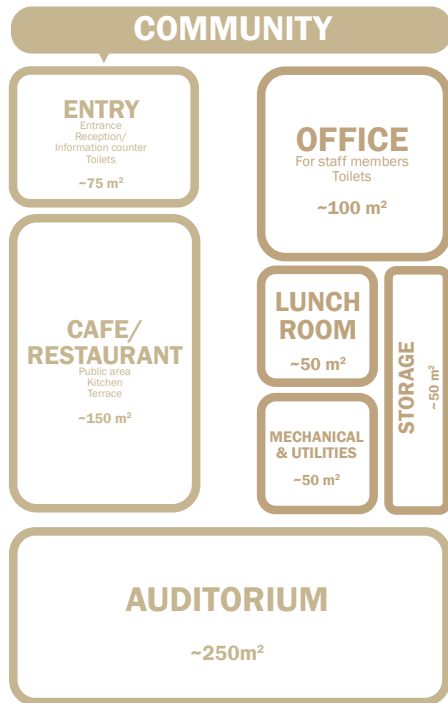 COMMUNITY
ENTRY
Entrance
Reception/
Information counter
Toilets
~75 m²
OFFICE
For staff members
Toilets
~100 m²
CAFE/
RESTAURANT
Public area
Kitchen
Terrace
~150 m²
LUNCH
ROOM
~50 m²
STORAGE
~50 m²
MECHANICAL
& UTILITIES
~50 m²
AUDITORIUM
~250m²